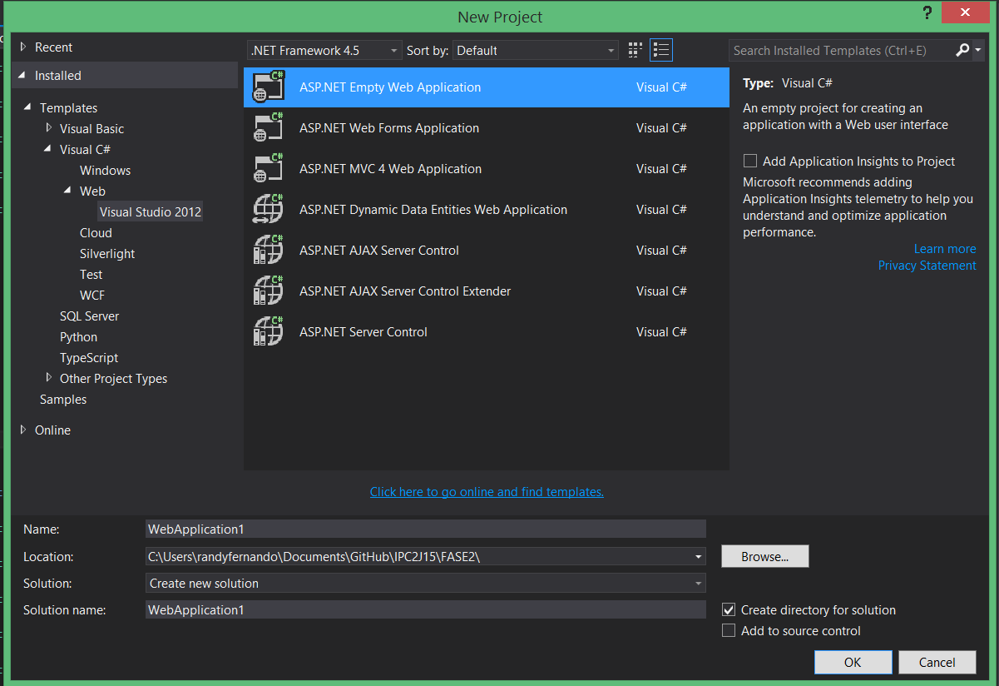 New Project
?
Recent
Installed
Templates
Visual Basic
Visual C#
Windows
Web
Visual Studio 2012
Cloud
Silverlight
Test
WCF
SQL Server
Python
TypeScript
Other Project Types
Samples
Online
.NET Framework 4.5 Sort by: Default
C# ASP.NET Empty Web Application Visual C#
C# ASP.NET Web Forms Application Visual C#
C# ASP.NET MVC 4 Web Application Visual C#
C# ASP.NET Dynamic Data Entities Web Application Visual C#
C# ASP.NET AJAX Server Control Visual C#
C# ASP.NET AJAX Server Control Extender Visual C#
C# ASP.NET Server Control Visual C#
Click here to go online and find templates.
Search Installed Templates (Ctrl+E)
Type: Visual C#
An empty project for creating an
application with a Web user interface
Add Application Insights to Project
Microsoft recommends adding
Application Insights telemetry to help you
understand and optimize application
performance.
Learn more
Privacy Statement
Name: WebApplication1
Location: C:\Users\randyfernando\Documents\GitHub\IPC2J15\FASE2\ Browse...
Solution: Create new solution
Solution name: WebApplication1
Create directory for solution
Add to source control
OK Cancel